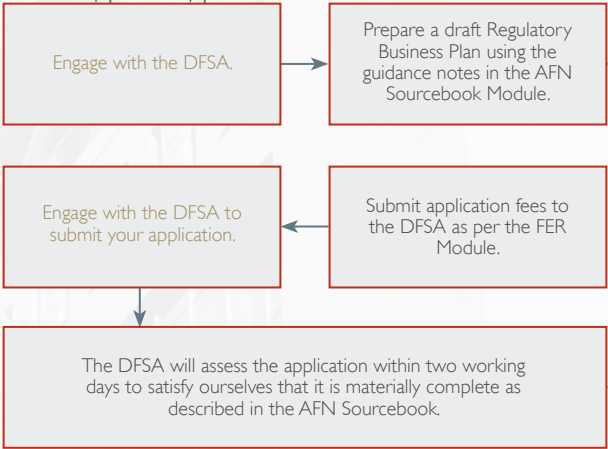 Engage with the DFSA.
Prepare a draft Regulatory
Business Plan using the
guidance notes in the AFN
Sourcebook Module.
Engage with the DFSA to
submit your application.
Submit application fees to
the DFSA as per the FER
Module.
The DFSA will assess the application within two working
days to satisfy ourselves that it is materially complete as
described in the AFN Sourcebook.